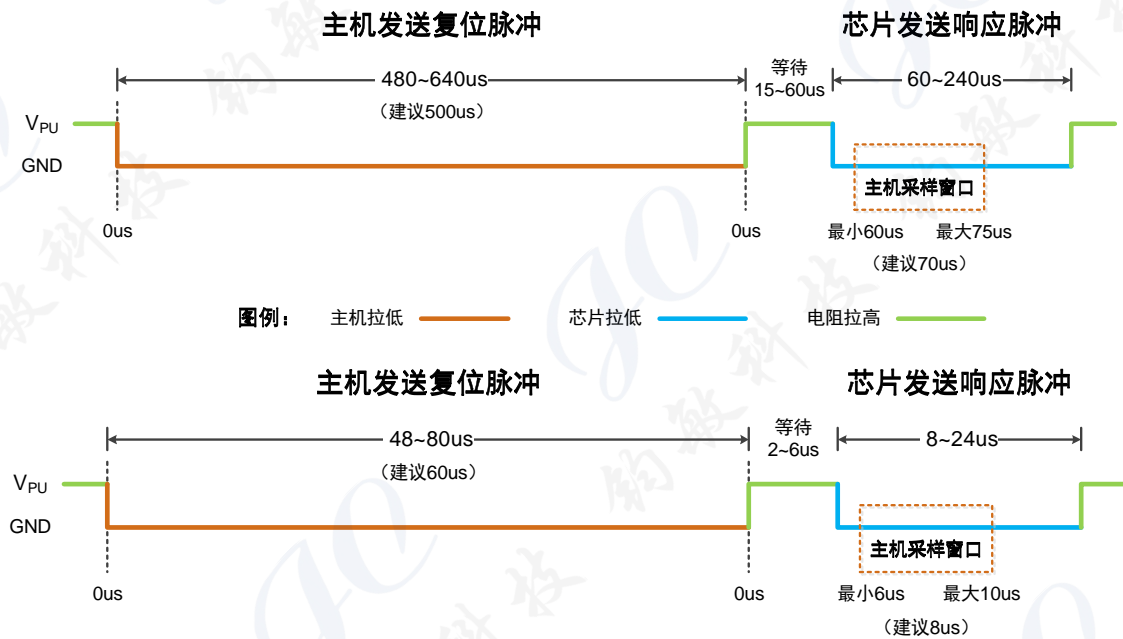 主机发送复位脉冲 芯片发送响应脉冲
480~640us 等待 60~240us
（建议500us） 15~60us
VPU
GND
主机采样窗口
0us 0us 最小60us 最大75us
（建议70us）
图例： 主机拉低 芯片拉低 电阻拉高
主机发送复位脉冲 芯片发送响应脉冲
48~80us 等待 8~24us
（建议60us） 2~6us
VPU
GND
主机采样窗口
0us 0us 最小6us 最大10us
（建议8us）